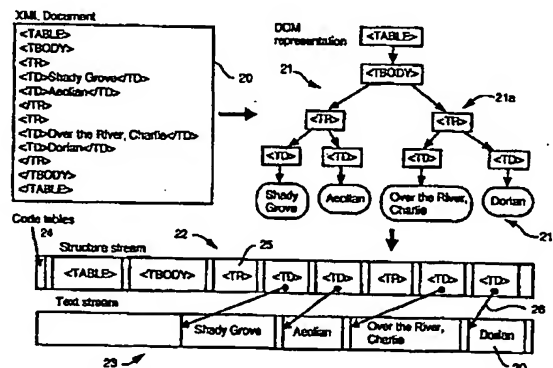 XML Document
<TABLE>
<TBODY>
<TR>
<TD>Shady Grove</TD>
<TD>Aeolian</TD>
</TR>
<TR>
<TD>Over the River, Charlie</TD>
<TD>Dorian</TD>
</TR>
</TBODY>
</TABLE>
20
DOM
representation
<TABLE>
<TBODY>
21
21a
<TR> <TR>
<TD> <TD> <TD> <TD>
Shady
Grove
Aeolian
Over the River,
Charlie
Dorian
21
Code tables
24
Structure stream
22
25
<TABLE> <TBODY> <TR> <TD> <TD> <TR> <TD> <TD>
Text stream
26
Shady Grove
Aeolian
Over the River,
Charlie
Dorian
23
20